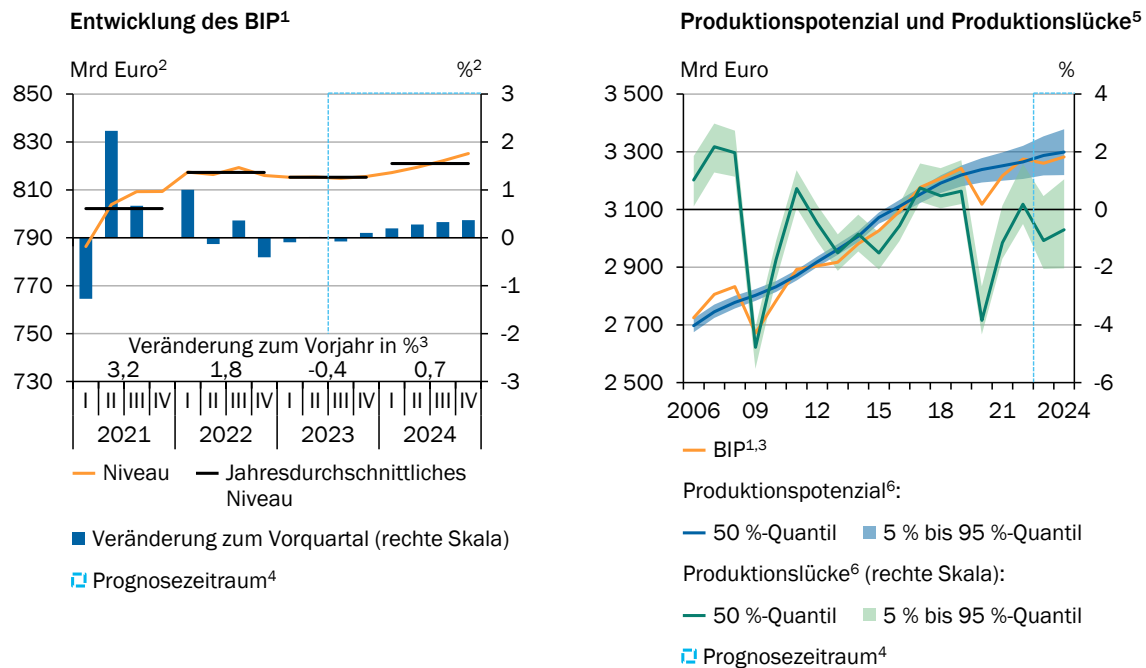 Entwicklung des BIP¹
Mrd Euro²
%²
850
830
810
790
770
750
730
3
2
1
0
-1
-2
-3
Veränderung zum Vorjahr in %³
3,2 1,8 -0,4 0,7
I II III IV I II III IV I II III IV I II III IV
2021 2022 2023 2024
Niveau
Jahresdurchschnittliches
Niveau
Veränderung zum Vorquartal (rechte Skala)
Prognosezeitraum⁴
Produktionspotenzial und Produktionslücke⁵
Mrd Euro
%
3 500
3 300
3 100
2 900
2 700
2 500
4
2
0
-2
-4
-6
2006 09 12 15 18 21 2024
BIP¹,³
Produktionspotenzial⁶:
50 %-Quantil 5 % bis 95 %-Quantil
Produktionslücke⁶ (rechte Skala):
50 %-Quantil 5 % bis 95 %-Quantil
Prognosezeitraum⁴